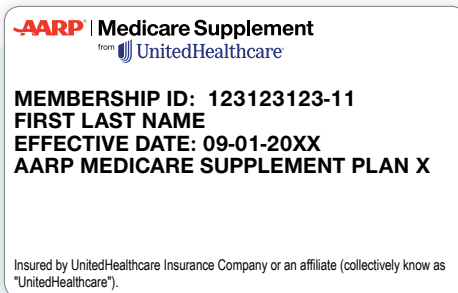 AARP | Medicare Supplement
from UnitedHealthcare
MEMBERSHIP ID: 123123123-11
FIRST LAST NAME
EFFECTIVE DATE: 09-01-20XX
AARP MEDICARE SUPPLEMENT PLAN X
Insured by UnitedHealthcare Insurance Company or an affiliate (collectively know as
"UnitedHealthcare").